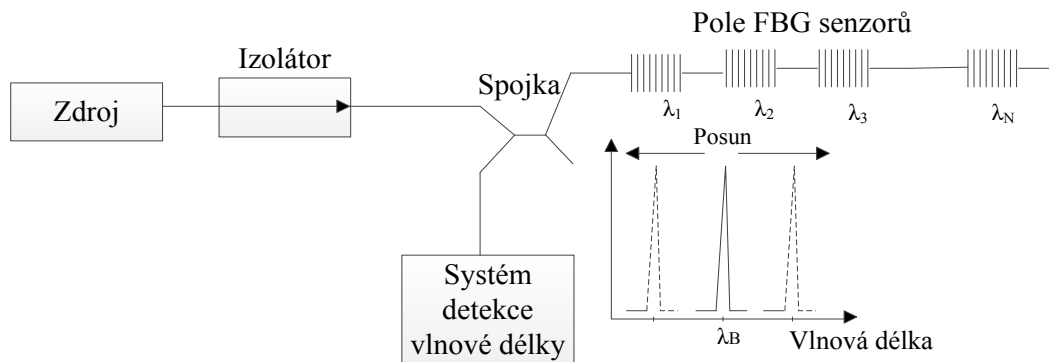 Pole FBG senzorů
Izolátor
Spojka
Zdroj
λ1
λ2
λ3
λN
Posun
Systém
detekce
vlnové délky
λB
Vlnová délka